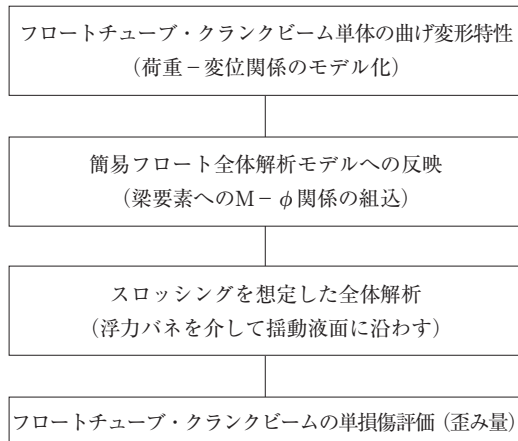 フロートチューブ・クランクビーム単体の曲げ変形特性
（荷重－変位関係のモデル化）
簡易フロート全体解析モデルへの反映
（梁要素へのM－φ関係の組込）
スロッシングを想定した全体解析
（浮力バネを介して揺動液面に沿わす）
フロートチューブ・クランクビームの単損傷評価（歪み量）